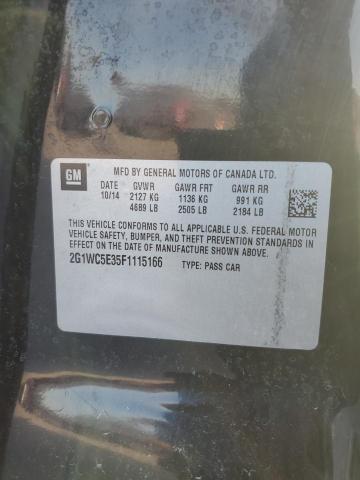 GM
MFD BY GENERAL MOTORS OF CANADA LTD.
DATE GVWR GAWR FRT GAWR RR
10/14 2127 KG 1136 KG 991 KG
4689 LB 2505 LB 2184 LB
THIS VEHICLE CONFORMS TO ALL APPLICABLE U.S. FEDERAL MOTOR
VEHICLE SAFETY, BUMPER, AND THEFT PREVENTION STANDARDS IN
EFFECT ON THE DATE OF MANUFACTURE SHOWN ABOVE.
2G1WC5E35F1115166 TYPE: PASS CAR